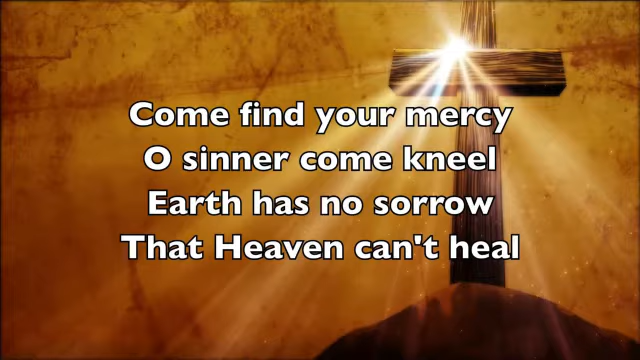 Come find your mercy
O sinner come kneel
Earth has no sorrow
That Heaven can't heal